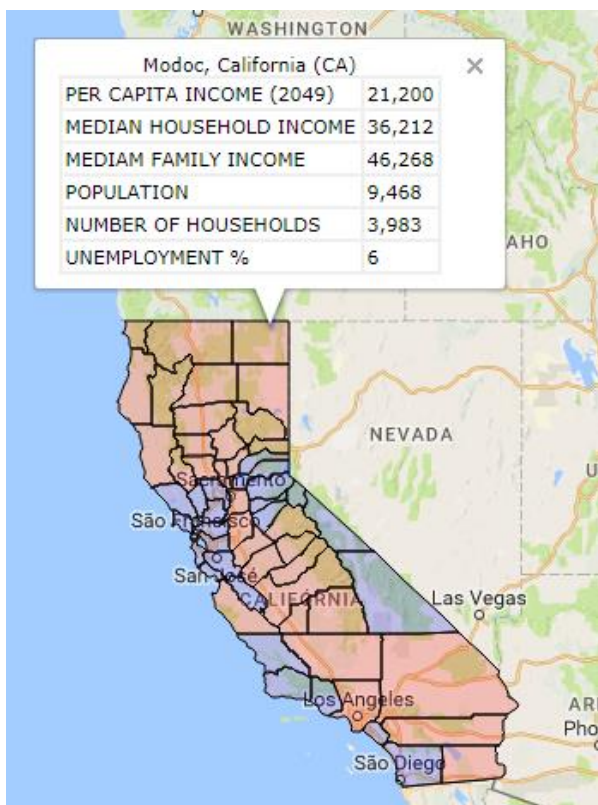 WASHINGTON
Modoc, California (CA)
PER CAPITA INCOME (2049) 21,200
MEDIAN HOUSEHOLD INCOME 36,212
MEDIAM FAMILY INCOME 46,268
POPULATION 9,468
NUMBER OF HOUSEHOLDS 3,983
UNEMPLOYMENT % 6
AHO
NEVADA
U
Sacramento
São Francisco
San José
CALIFORNIA
Las Vegas
Los Angeles
AR
Pho
São Diego